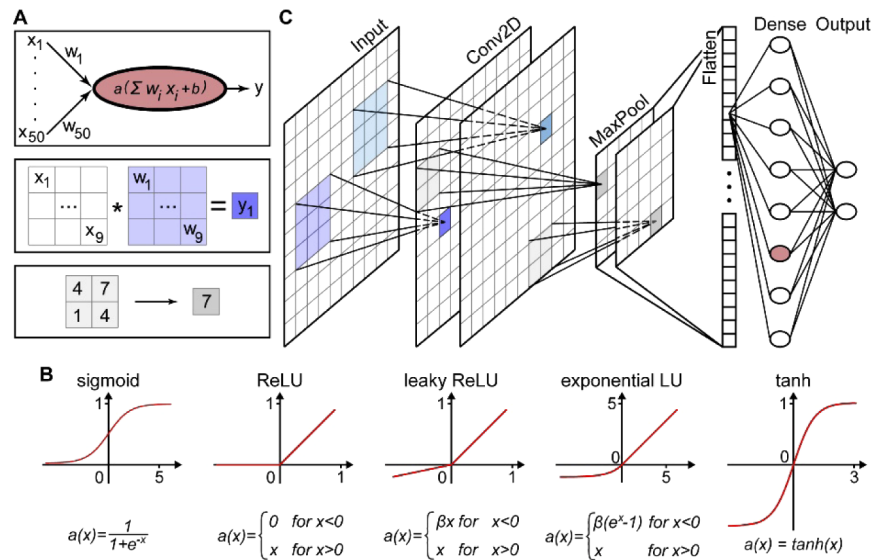 A
x1
w1
a(Σ wi xi+b)
y
x50
w50
x1
...
x9
*
w1
...
w9
=
y1
4 7
1 4
7
C
Input
Conv2D
MaxPool
Flatten
Dense
Output
B
sigmoid
1
0
5
a(x)=1/(1+e^-x)
ReLU
1
0
1
a(x)={0 for x<0
x for x>0
leaky ReLU
1
0
1
a(x)={βx for x<0
x for x>0
exponential LU
5
0
5
a(x)={β(e^x-1) for x<0
x for x>0
tanh
1
0
3
a(x) = tanh(x)